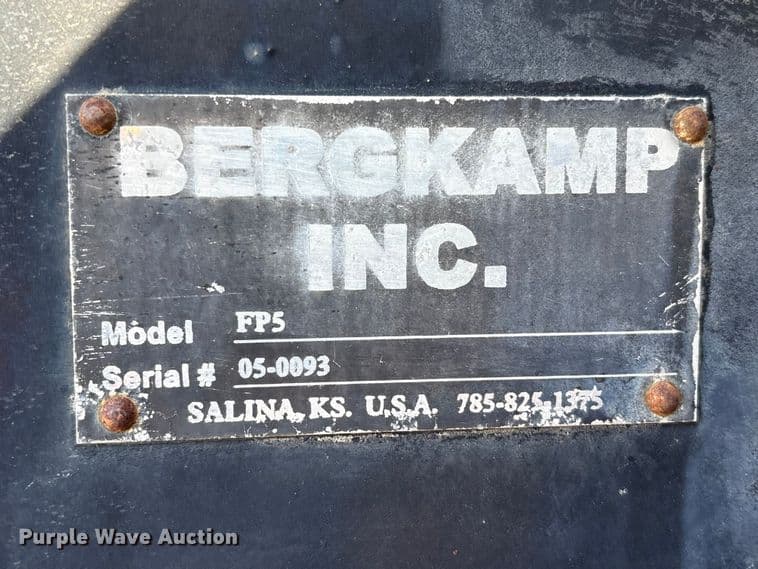 BERGKAMP
INC.
Model FP5
Serial # 05-0093
SALINA, KS. U.S.A. 785-825-1375
Purple Wave Auction